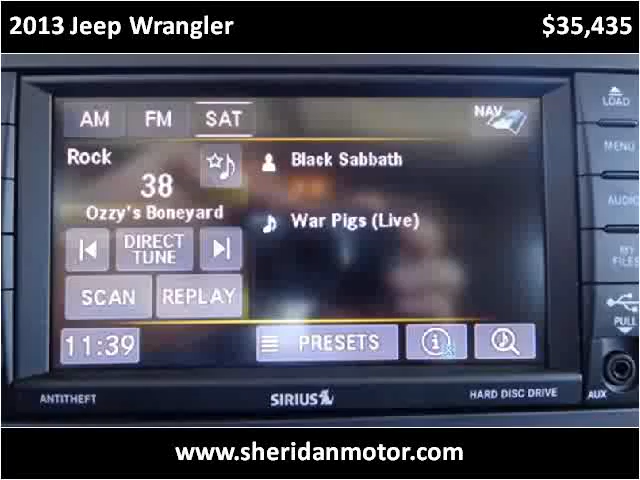 2013 Jeep Wrangler $35,435
AM FM SAT NAV
Rock
38
Ozzy's Boneyard
DIRECT TUNE
SCAN REPLAY
11:39
Black Sabbath
War Pigs (Live)
PRESETS
i
LOAD
MENU
AUDIO
MY FILES
PULL
AUX
ANTITHEFT SIRIUS HARD DISC DRIVE
www.sheridanmotor.com